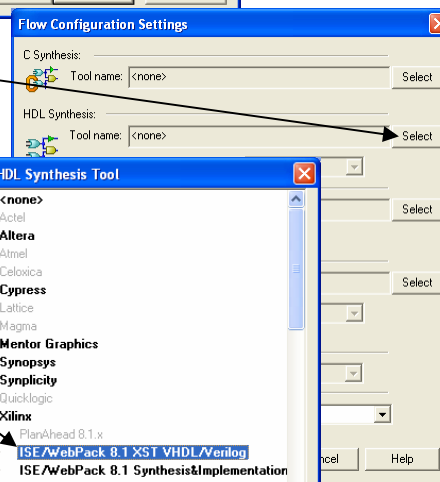 Flow Configuration Settings
C Synthesis:
Tool name: <none> Select
HDL Synthesis:
Tool name: <none> Select
HDL Synthesis Tool
<none>
Actel
Altera
Select
Atmel
Celoxica
Cypress
Select
Lattice
Magma
Mentor Graphics
Synopsys
Synplicity
Quicklogic
Xilinx
PlanAhead 8.1.x
ISE/WebPack 8.1 XST VHDL/Verilog
ncel Help
ISE/WebPack 8.1 Synthesis&Implementation